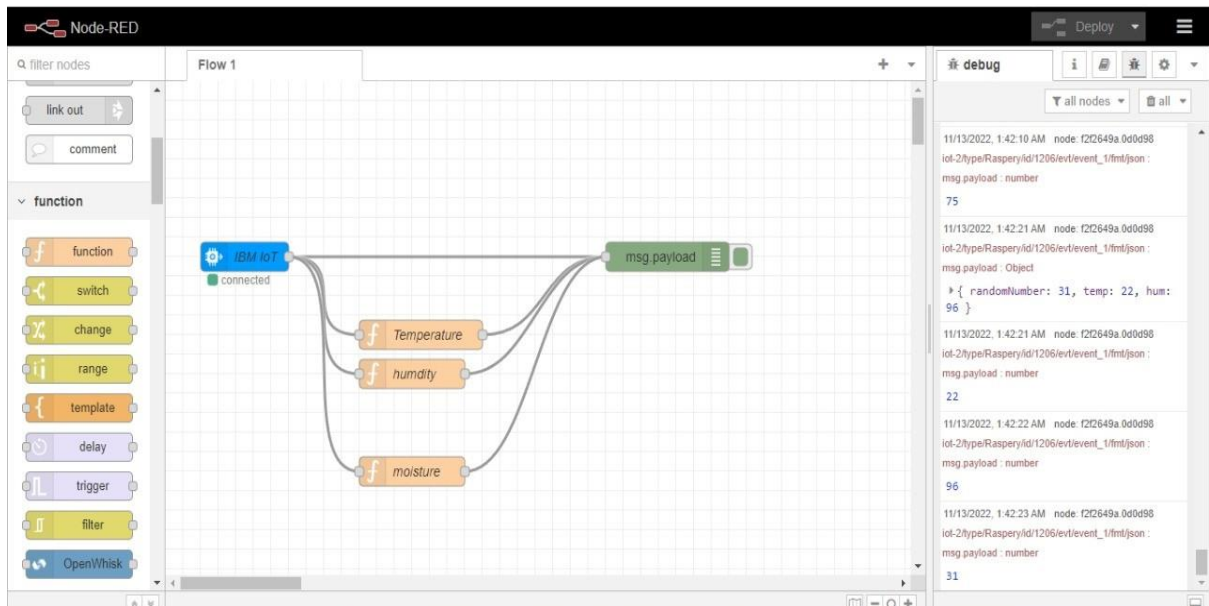 Node-RED
Deploy
filter nodes
link out
comment
function
function
switch
change
range
template
delay
trigger
filter
OpenWhisk
Flow 1
IBM IoT
connected
Temperature
humdity
moisture
msg.payload
debug
i
all nodes
all
11/13/2022, 1:42:10 AM node: f2f2649a.0d0d98
iot-2/type/Raspery/id/1206/evt/event_1/fmt/json :
msg.payload : number
75
11/13/2022, 1:42:21 AM node: f2f2649a.0d0d98
iot-2/type/Raspery/id/1206/evt/event_1/fmt/json :
msg.payload : Object
{ randomNumber: 31, temp: 22, hum:
96 }
11/13/2022, 1:42:21 AM node: f2f2649a.0d0d98
iot-2/type/Raspery/id/1206/evt/event_1/fmt/json :
msg.payload : number
22
11/13/2022, 1:42:22 AM node: f2f2649a.0d0d98
iot-2/type/Raspery/id/1206/evt/event_1/fmt/json :
msg.payload : number
96
11/13/2022, 1:42:23 AM node: f2f2649a.0d0d98
iot-2/type/Raspery/id/1206/evt/event_1/fmt/json :
msg.payload : number
31